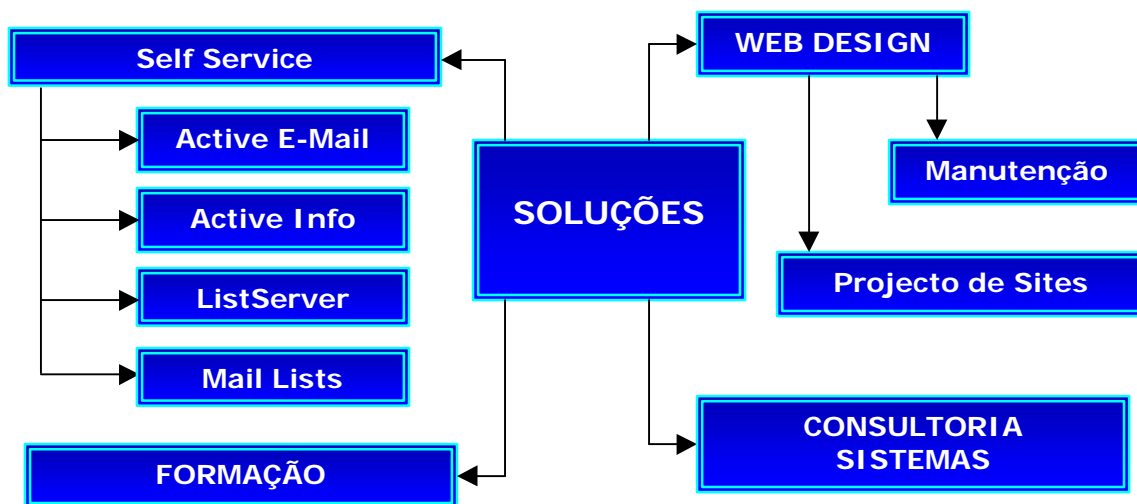 Self Service
Active E-Mail
Active Info
ListServer
Mail Lists
FORMAÇÃO
SOLUÇÕES
WEB DESIGN
Manutenção
Projecto de Sites
CONSULTORIA
SISTEMAS